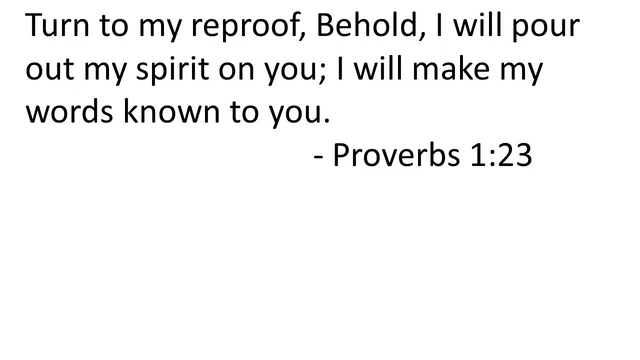 Turn to my reproof, Behold, I will pour
out my spirit on you; I will make my
words known to you.
- Proverbs 1:23